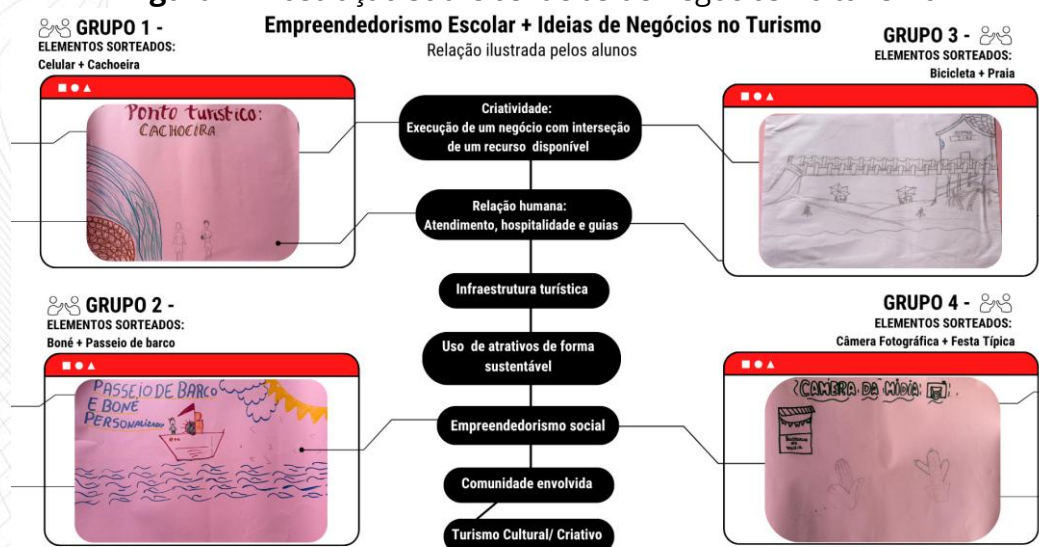 Empreendedorismo Escolar + Ideias de Negócios no Turismo
Relação ilustrada pelos alunos
GRUPO 1 -
ELEMENTOS SORTEADOS:
Celular + Cachoeira
Ponto turístico:
CACHOEIRA
GRUPO 2 -
ELEMENTOS SORTEADOS:
Boné + Passeio de barco
PASSEIO DE BARCO
E BONÉ
PERSONALIZADO
Criatividade:
Execução de um negócio com interseção
de um recurso disponível
Relação humana:
Atendimento, hospitalidade e guias
Infraestrutura turística
Uso de atrativos de forma
sustentável
Empreendedorismo social
Comunidade envolvida
Turismo Cultural/ Criativo
GRUPO 3 -
ELEMENTOS SORTEADOS:
Bicicleta + Praia
GRUPO 4 -
ELEMENTOS SORTEADOS:
Câmera Fotográfica + Festa Típica
CAMERA DA MÍDIA